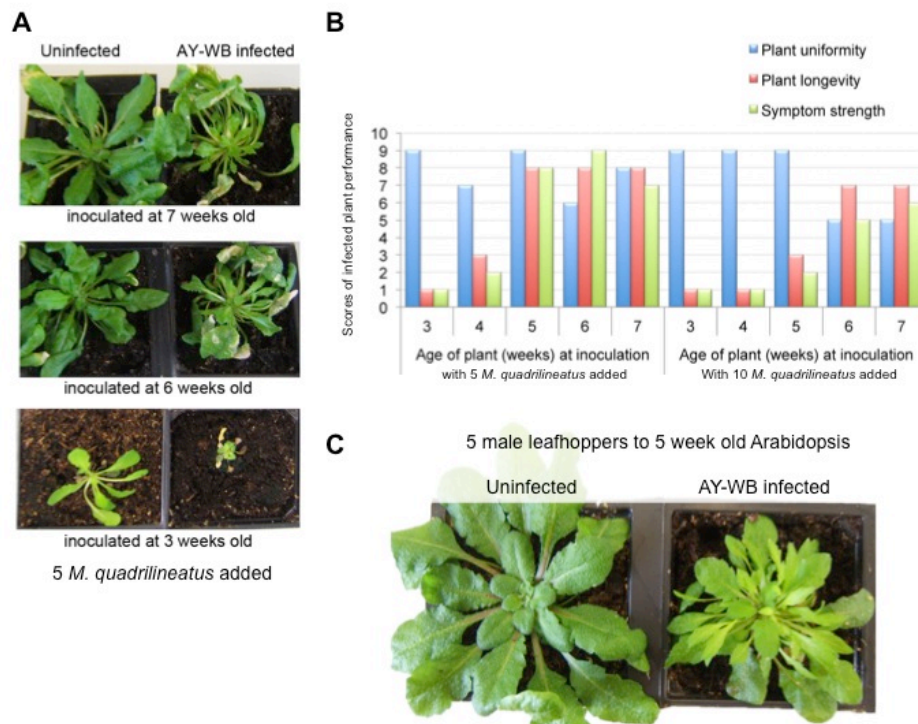 A
Uninfected AY-WB infected
inoculated at 7 weeks old
inoculated at 6 weeks old
inoculated at 3 weeks old
5 M. quadrilineatus added
B
Plant uniformity
Plant longevity
Symptom strength
Scores of infected plant performance
10
9
8
7
6
5
4
3
2
1
0
3 4 5 6 7 3 4 5 6 7
Age of plant (weeks) at inoculation Age of plant (weeks) at inoculation
with 5 M. quadrilineatus added With 10 M. quadrilineatus added
C
5 male leafhoppers to 5 week old Arabidopsis
Uninfected AY-WB infected